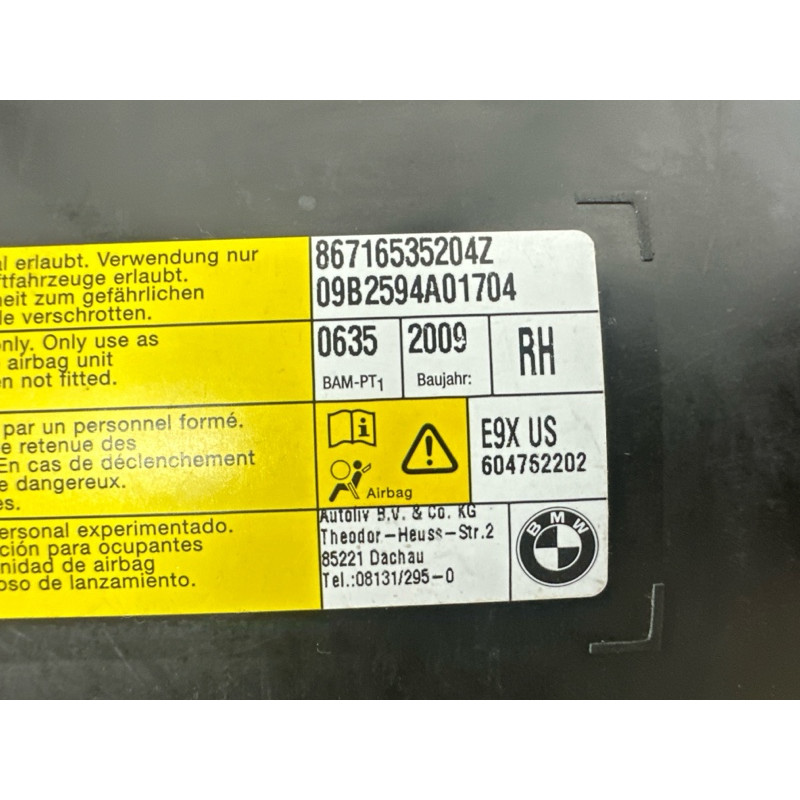 al erlaubt. Verwendung nur
ftfahrzeuge erlaubt.
heit zum gefährlichen
le verschrotten.
86716535204Z
09B2594A01704
only. Only use as
airbag unit
en not fitted.
0635
BAM-PT1
2009
Baujahr:
RH
par un personnel formé.
e retenue des
En cas de déclenchement
e dangereux.
es.
Airbag
E9X US
604752202
ersonal experimentado.
ción para ocupantes
nidad de airbag
oso de lanzamiento.
Autoliv B.V. & Co. KG
Theodor-Heuss-Str.2
85221 Dachau
Tel.:08131/295-0
BMW